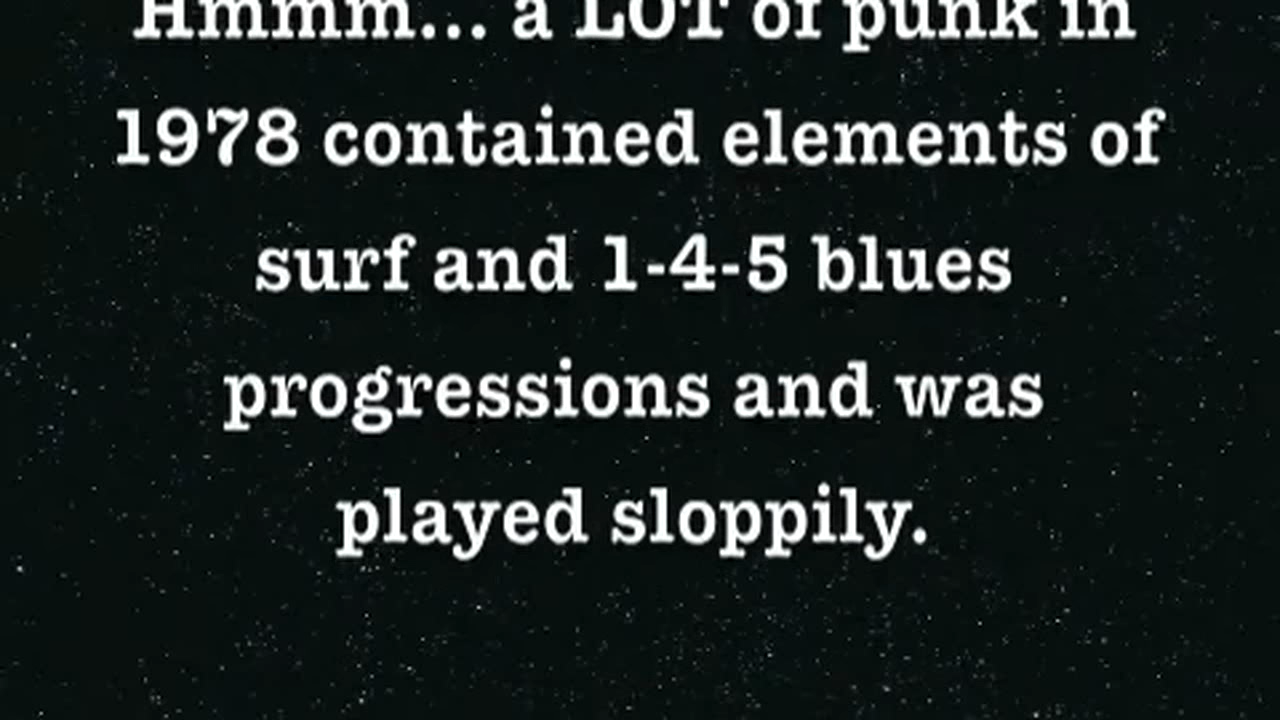 Hmmm... a LOT of punk in
1978 contained elements of
surf and 1-4-5 blues
progressions and was
played sloppily.